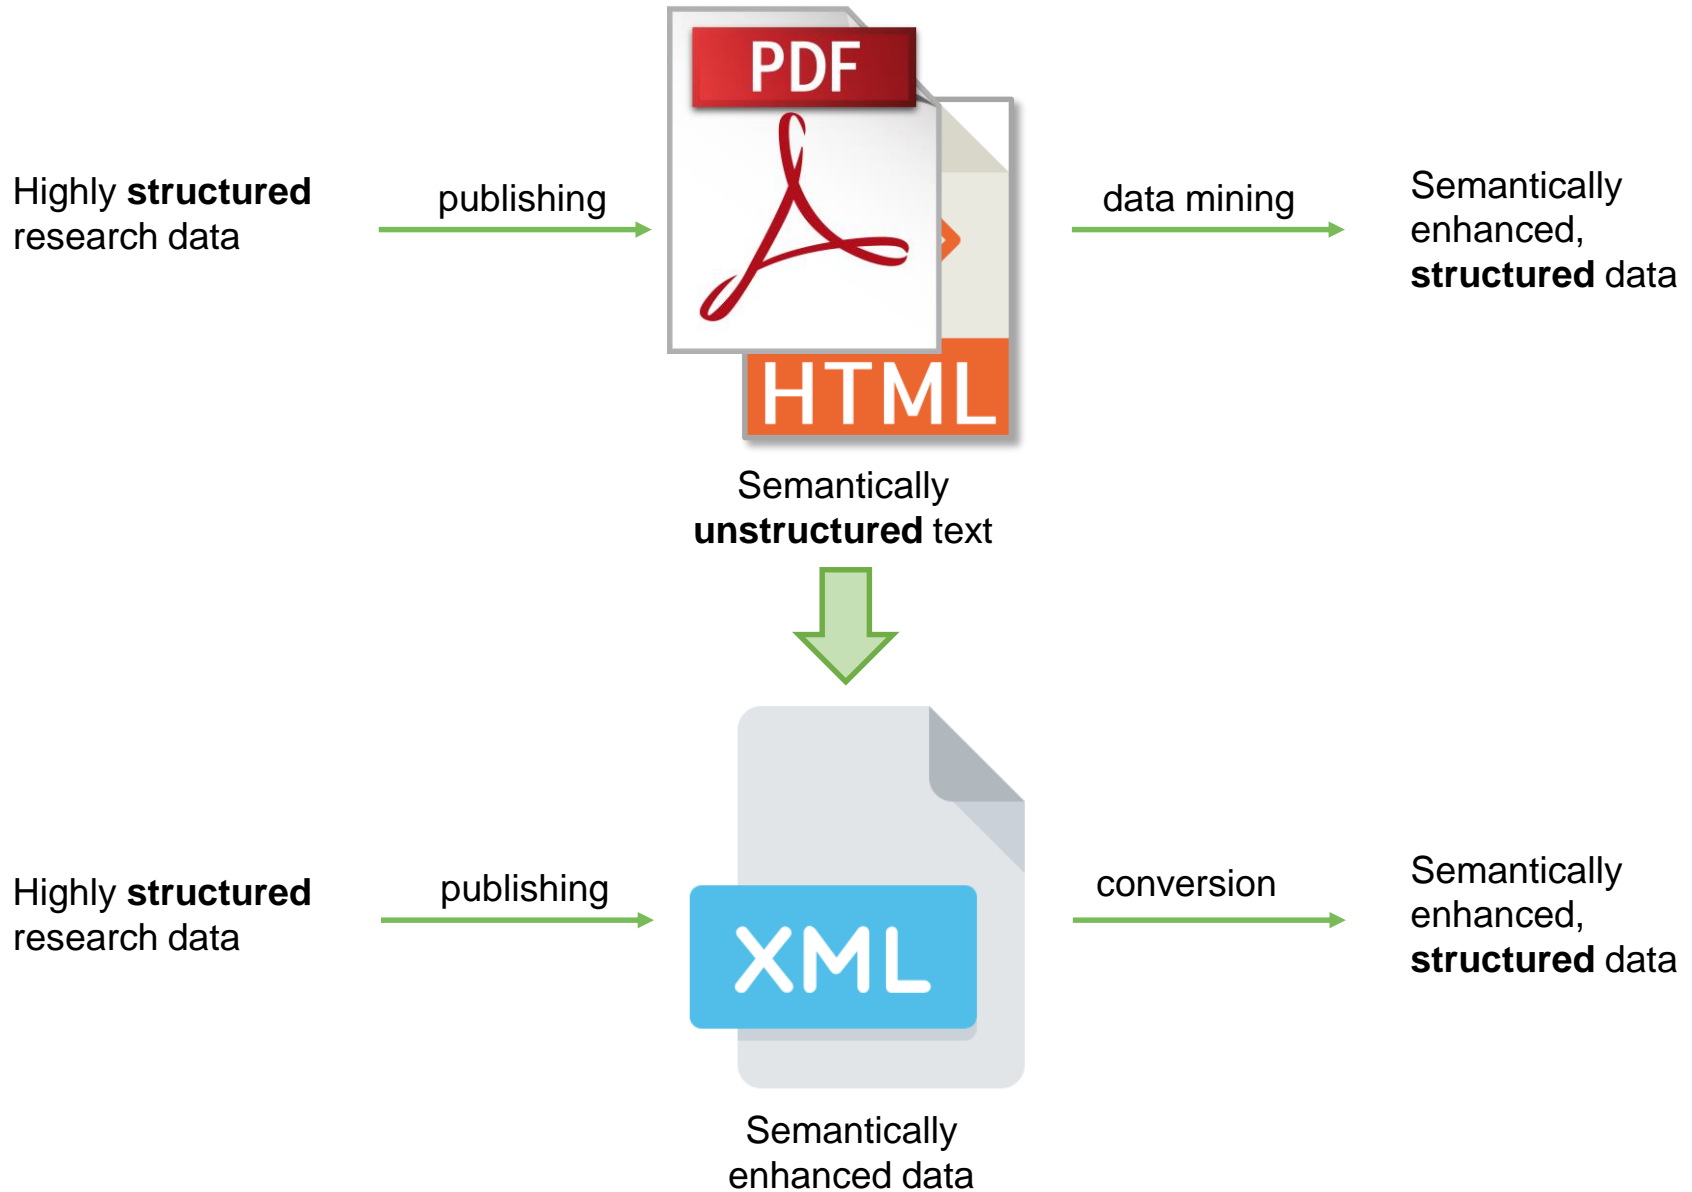 PDF
HTML
Highly structured
research data
publishing
data mining
Semantically
enhanced,
structured data
Semantically
unstructured text
Highly structured
research data
publishing
XML
conversion
Semantically
enhanced,
structured data
Semantically
enhanced data